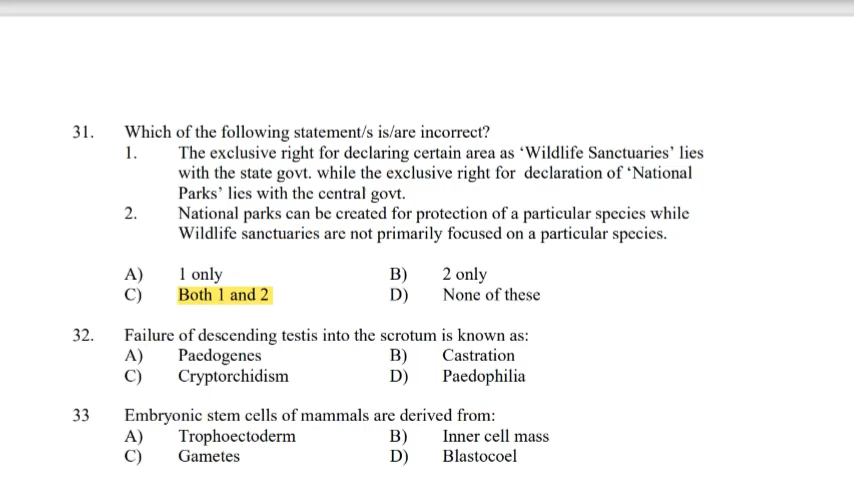 31. Which of the following statement/s is/are incorrect?
1. The exclusive right for declaring certain area as ‘Wildlife Sanctuaries’ lies
with the state govt. while the exclusive right for declaration of ‘National
Parks’ lies with the central govt.
2. National parks can be created for protection of a particular species while
Wildlife sanctuaries are not primarily focused on a particular species.
A) 1 only B) 2 only
C) Both 1 and 2 D) None of these
32. Failure of descending testis into the scrotum is known as:
A) Paedogenes B) Castration
C) Cryptorchidism D) Paedophilia
33 Embryonic stem cells of mammals are derived from:
A) Trophoectoderm B) Inner cell mass
C) Gametes D) Blastocoel